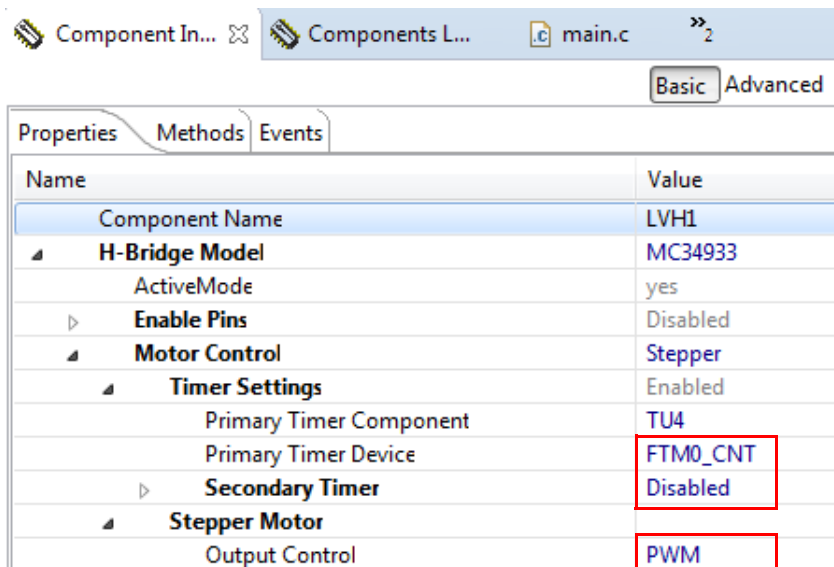 Component In... Components L... main.c »2
Basic Advanced
Properties Methods Events
Name Value
Component Name LVH1
H-Bridge Model MC34933
ActiveMode yes
Enable Pins Disabled
Motor Control Stepper
Timer Settings Enabled
Primary Timer Component TU4
Primary Timer Device FTM0_CNT
Secondary Timer Disabled
Stepper Motor
Output Control PWM